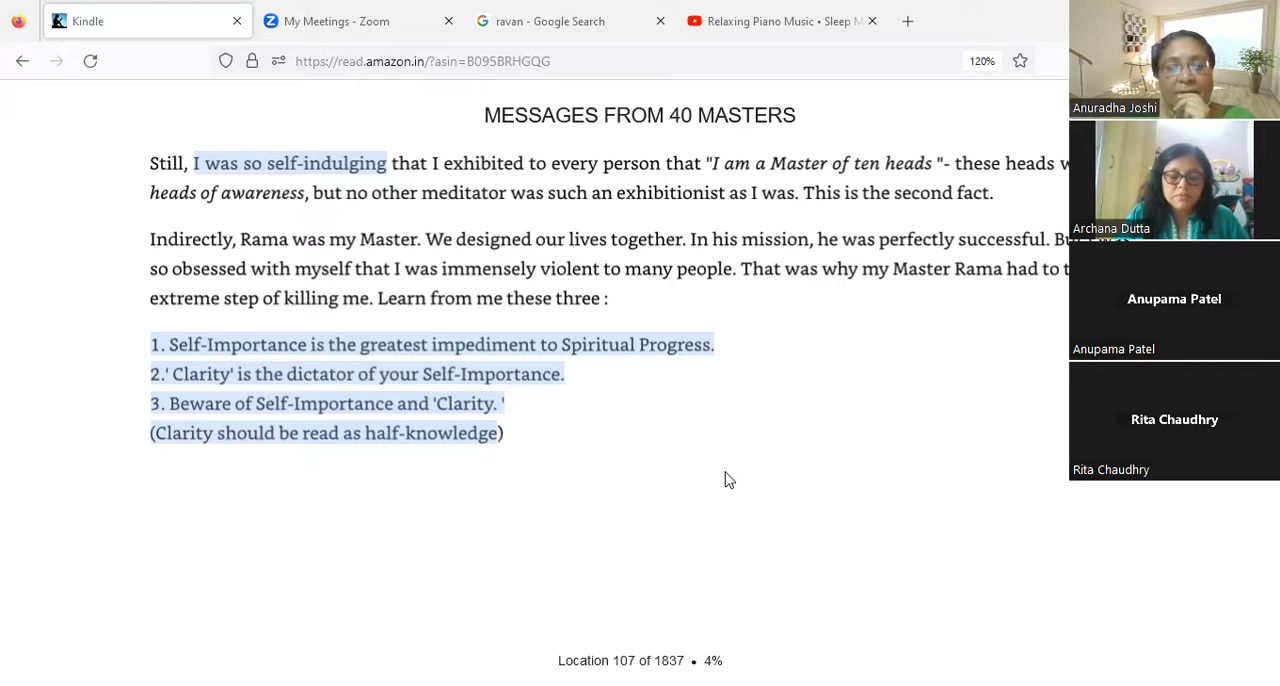 Kindle
My Meetings - Zoom
ravan - Google Search
Relaxing Piano Music • Sleep M
https://read.amazon.in/?asin=B095BRHGQG
120%
MESSAGES FROM 40 MASTERS
Still, I was so self-indulging that I exhibited to every person that "I am a Master of ten heads "- these heads
heads of awareness, but no other meditator was such an exhibitionist as I was. This is the second fact.
Indirectly, Rama was my Master. We designed our lives together. In his mission, he was perfectly successful.
so obsessed with myself that I was immensely violent to many people. That was why my Master Rama had to
extreme step of killing me. Learn from me these three :
1. Self-Importance is the greatest impediment to Spiritual Progress.
2.' Clarity' is the dictator of your Self-Importance.
3. Beware of Self-Importance and 'Clarity. '
(Clarity should be read as half-knowledge)
Location 107 of 1837 • 4%
Anuradha Joshi
Archana Dutta
Anupama Patel
Anupama Patel
Rita Chaudhry
Rita Chaudhry